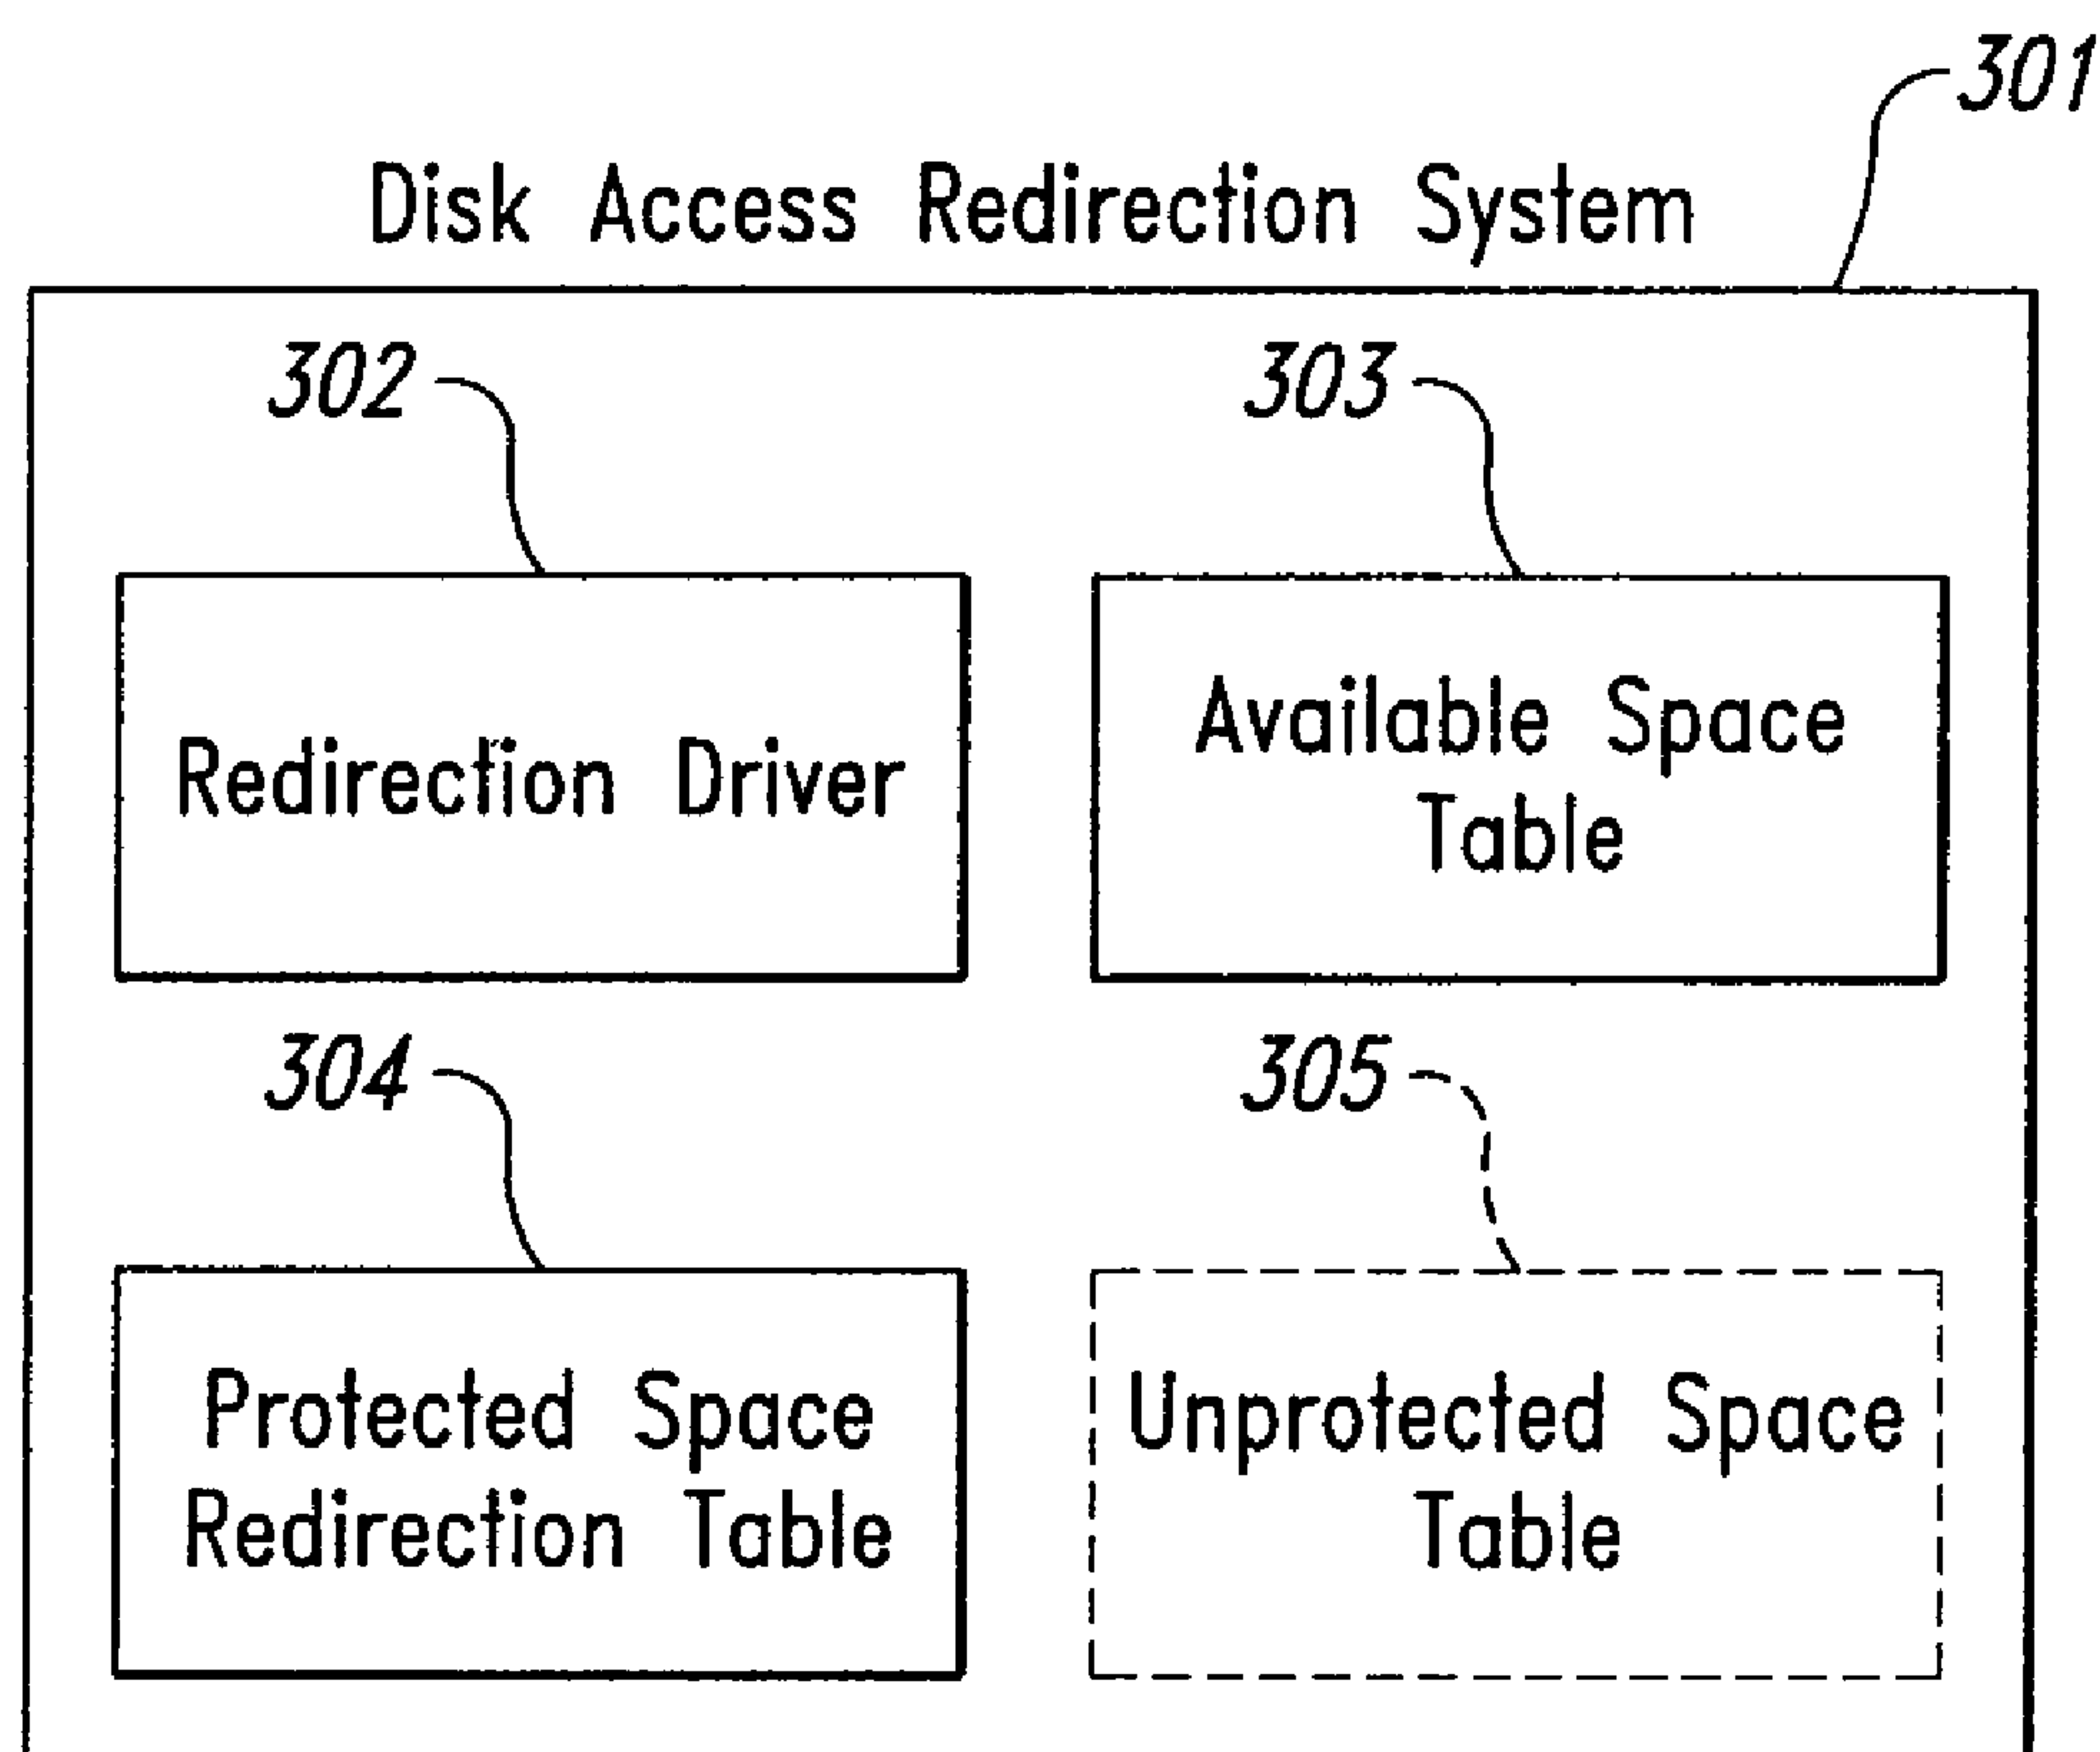 301
Disk Access Redirection System
302
303
Redirection Driver
Available Space
Table
304
305
Protected Space
Redirection Table
Unprotected Space
Table